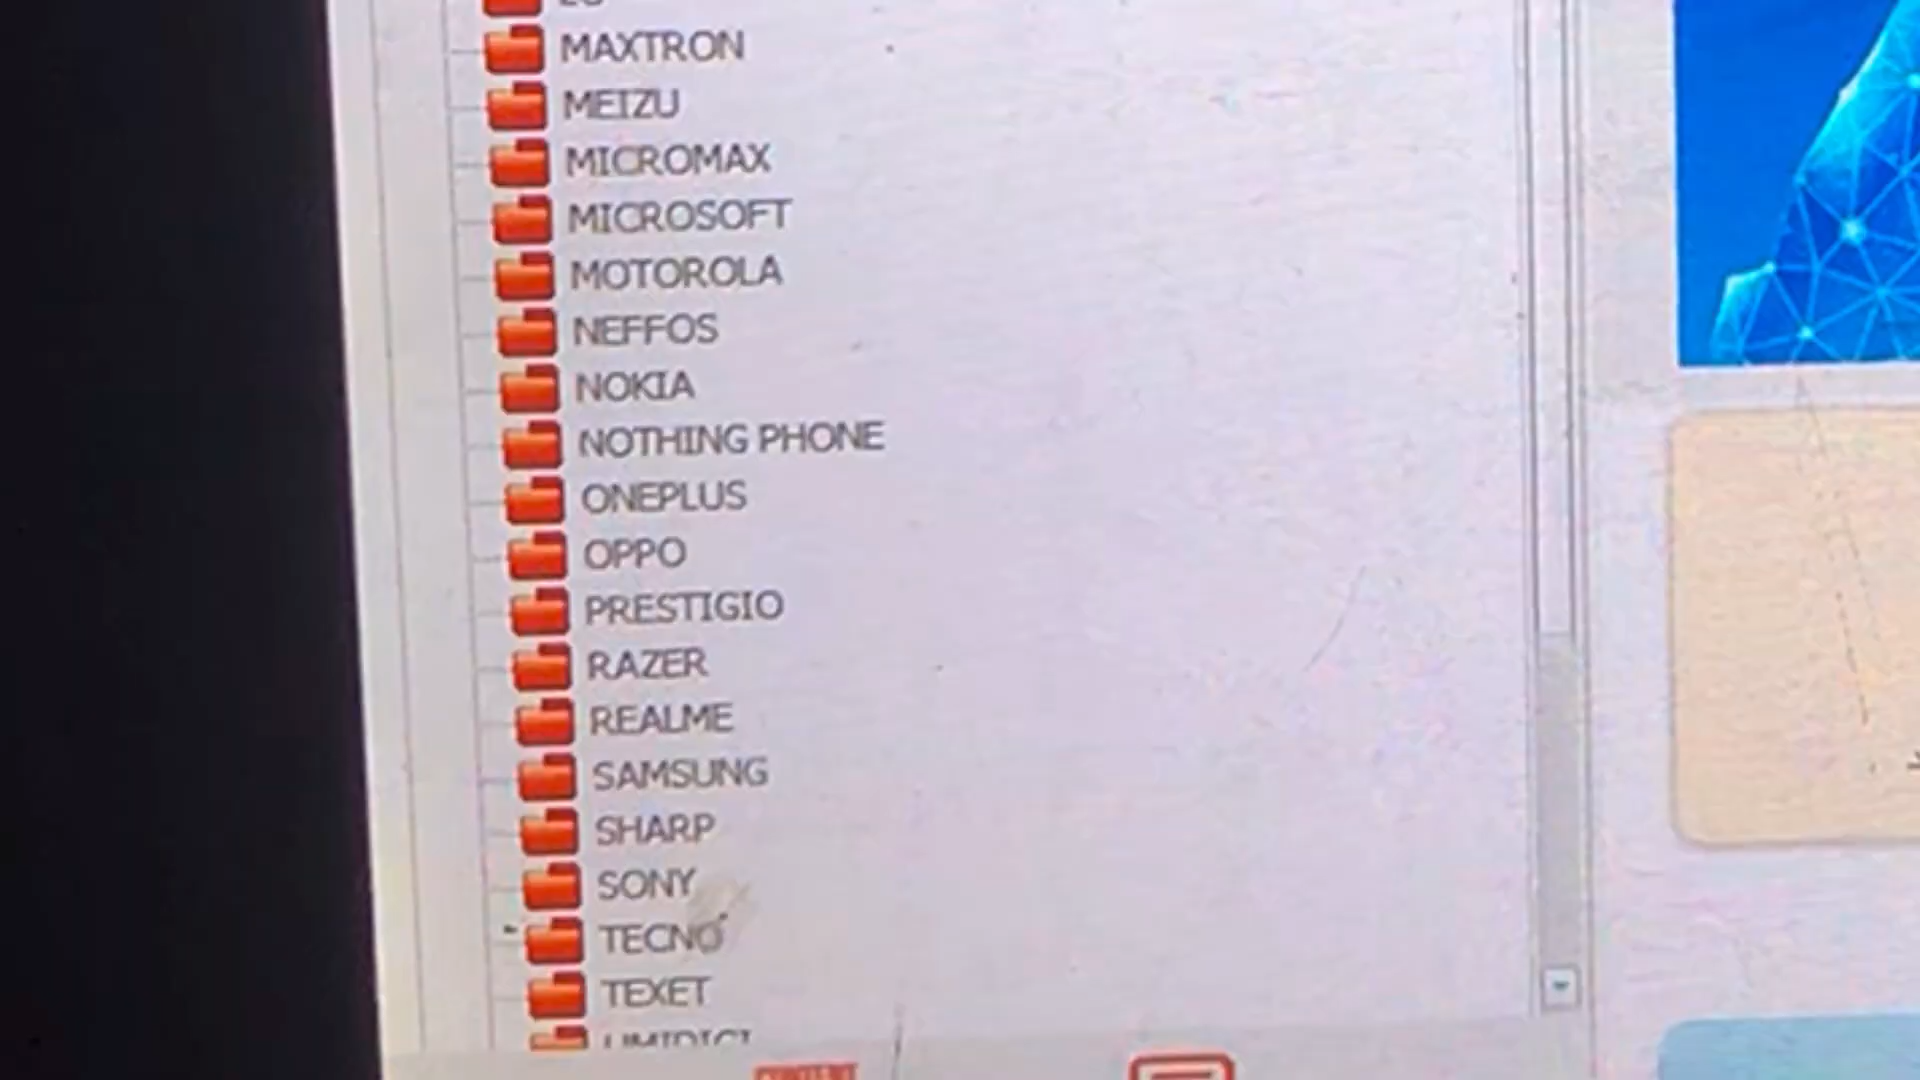 MAXTRON
MEIZU
MICROMAX
MICROSOFT
MOTOROLA
NEFFOS
NOKIA
NOTHING PHONE
ONEPLUS
OPPO
PRESTIGIO
RAZER
REALME
SAMSUNG
SHARP
SONY
TECNO
TEXET
UMIDIGI